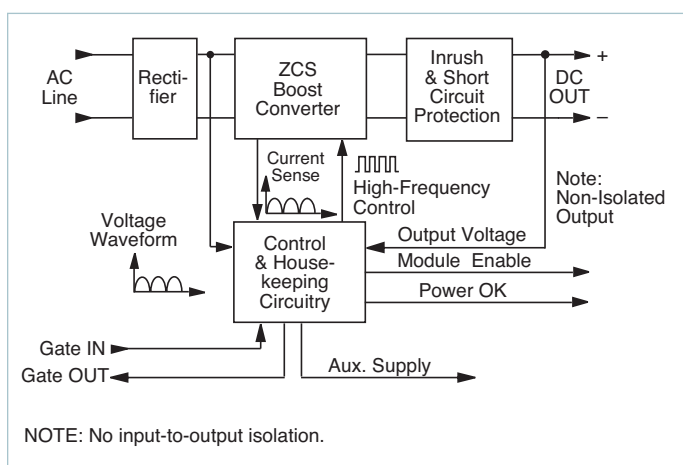 AC
Line
Recti-
fier
ZCS
Boost
Converter
Inrush
& Short
Circuit
Protection
+
DC
OUT
–
Current
Sense
High-Frequency
Control
Note:
Non-Isolated
Output
Voltage
Waveform
Control
& House-
keeping
Circuitry
Output Voltage
Module Enable
Power OK
Gate IN
Gate OUT
Aux. Supply
NOTE: No input-to-output isolation.